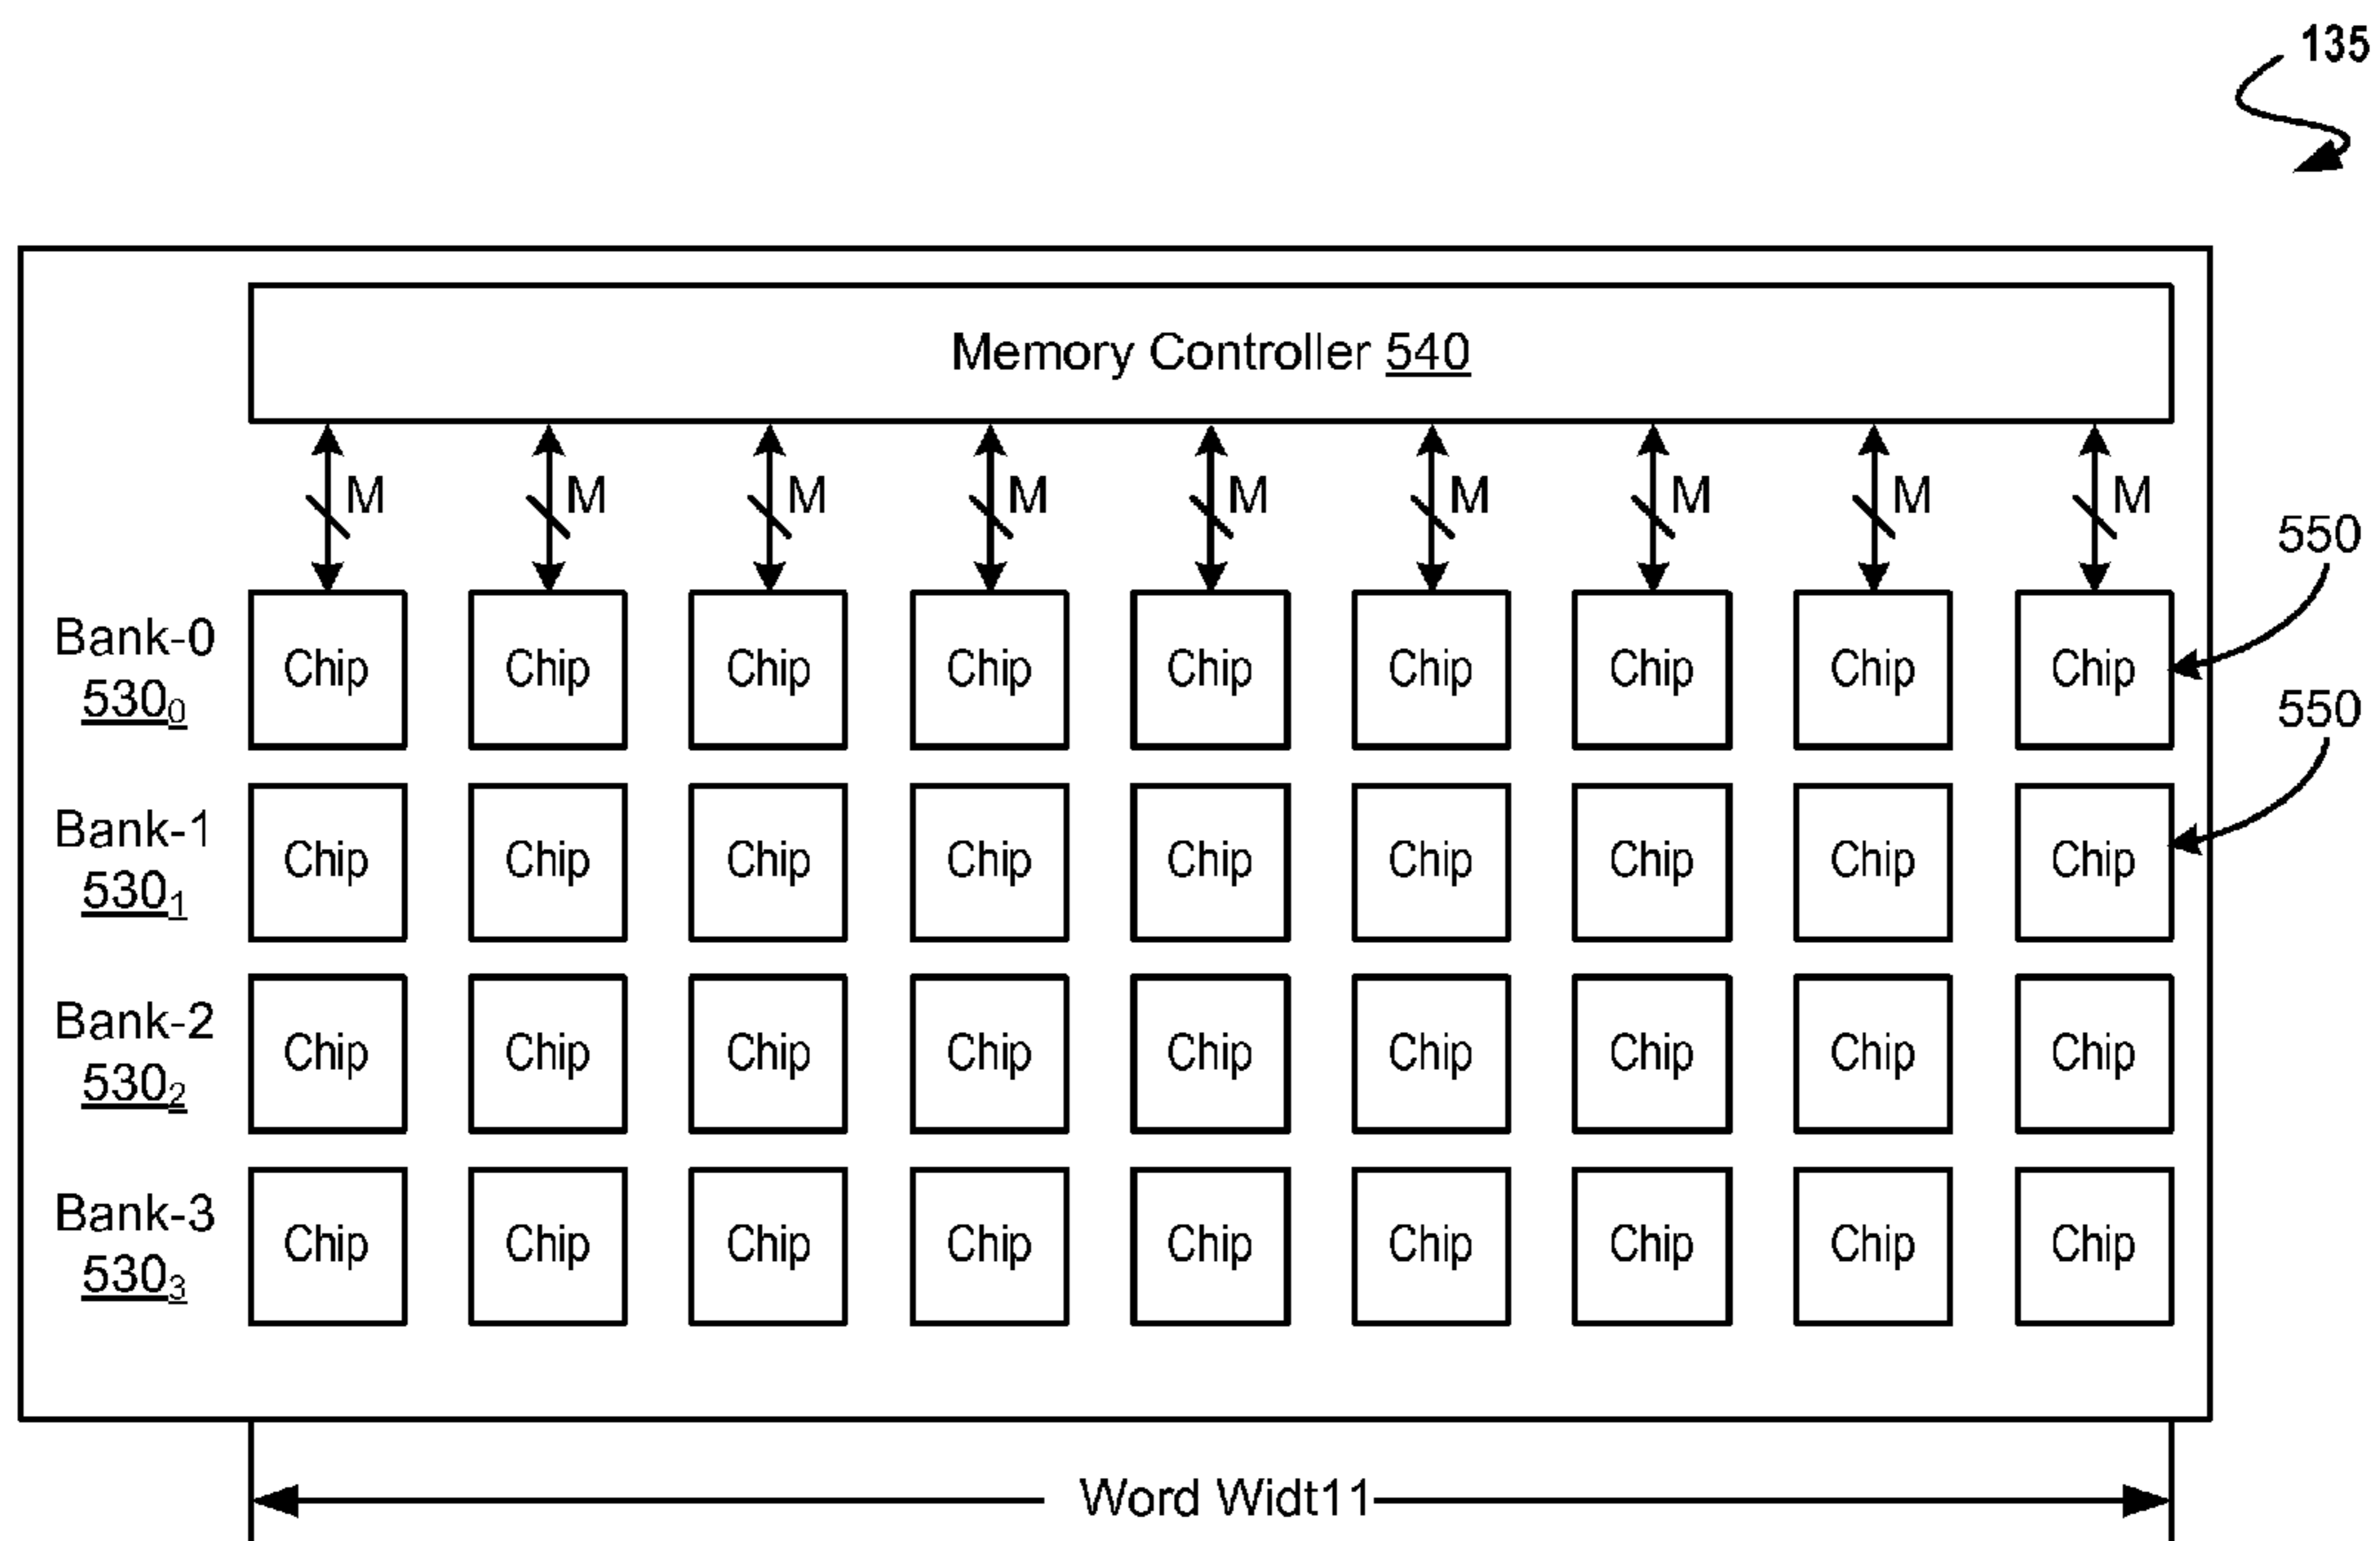 135
Memory Controller 540
M M M M M M M M M
550
Bank-0
530₀
Chip Chip Chip Chip Chip Chip Chip Chip Chip
550
Bank-1
530₁
Chip Chip Chip Chip Chip Chip Chip Chip Chip
Bank-2
530₂
Chip Chip Chip Chip Chip Chip Chip Chip Chip
Bank-3
530₃
Chip Chip Chip Chip Chip Chip Chip Chip Chip
Word Widt11